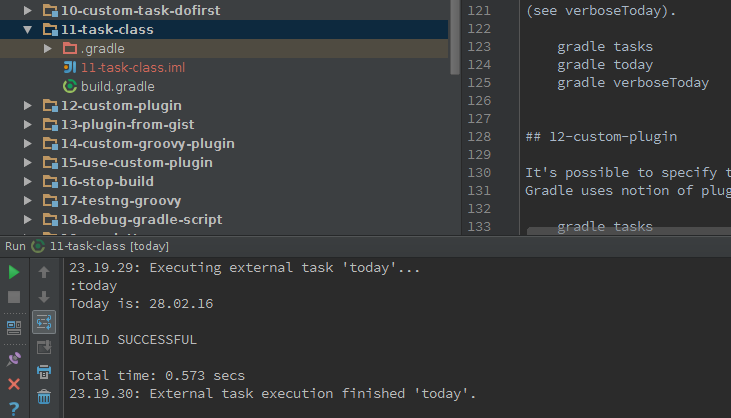 10-custom-task-dofirst
11-task-class
.gradle
11-task-class.iml
build.gradle
12-custom-plugin
13-plugin-from-gist
14-custom-groovy-plugin
15-use-custom-plugin
16-stop-build
17-testng-groovy
18-debug-gradle-script
121 (see verboseToday).
122
123 gradle tasks
124 gradle today
125 gradle verboseToday
126
127
128 ## 12-custom-plugin
129
130 It's possible to specify t
131 Gradle uses notion of plug
132
133 gradle tasks
Run 11-task-class [today]
23.19.29: Executing external task 'today'...
:today
Today is: 28.02.16
BUILD SUCCESSFUL
Total time: 0.573 secs
23.19.30: External task execution finished 'today'.